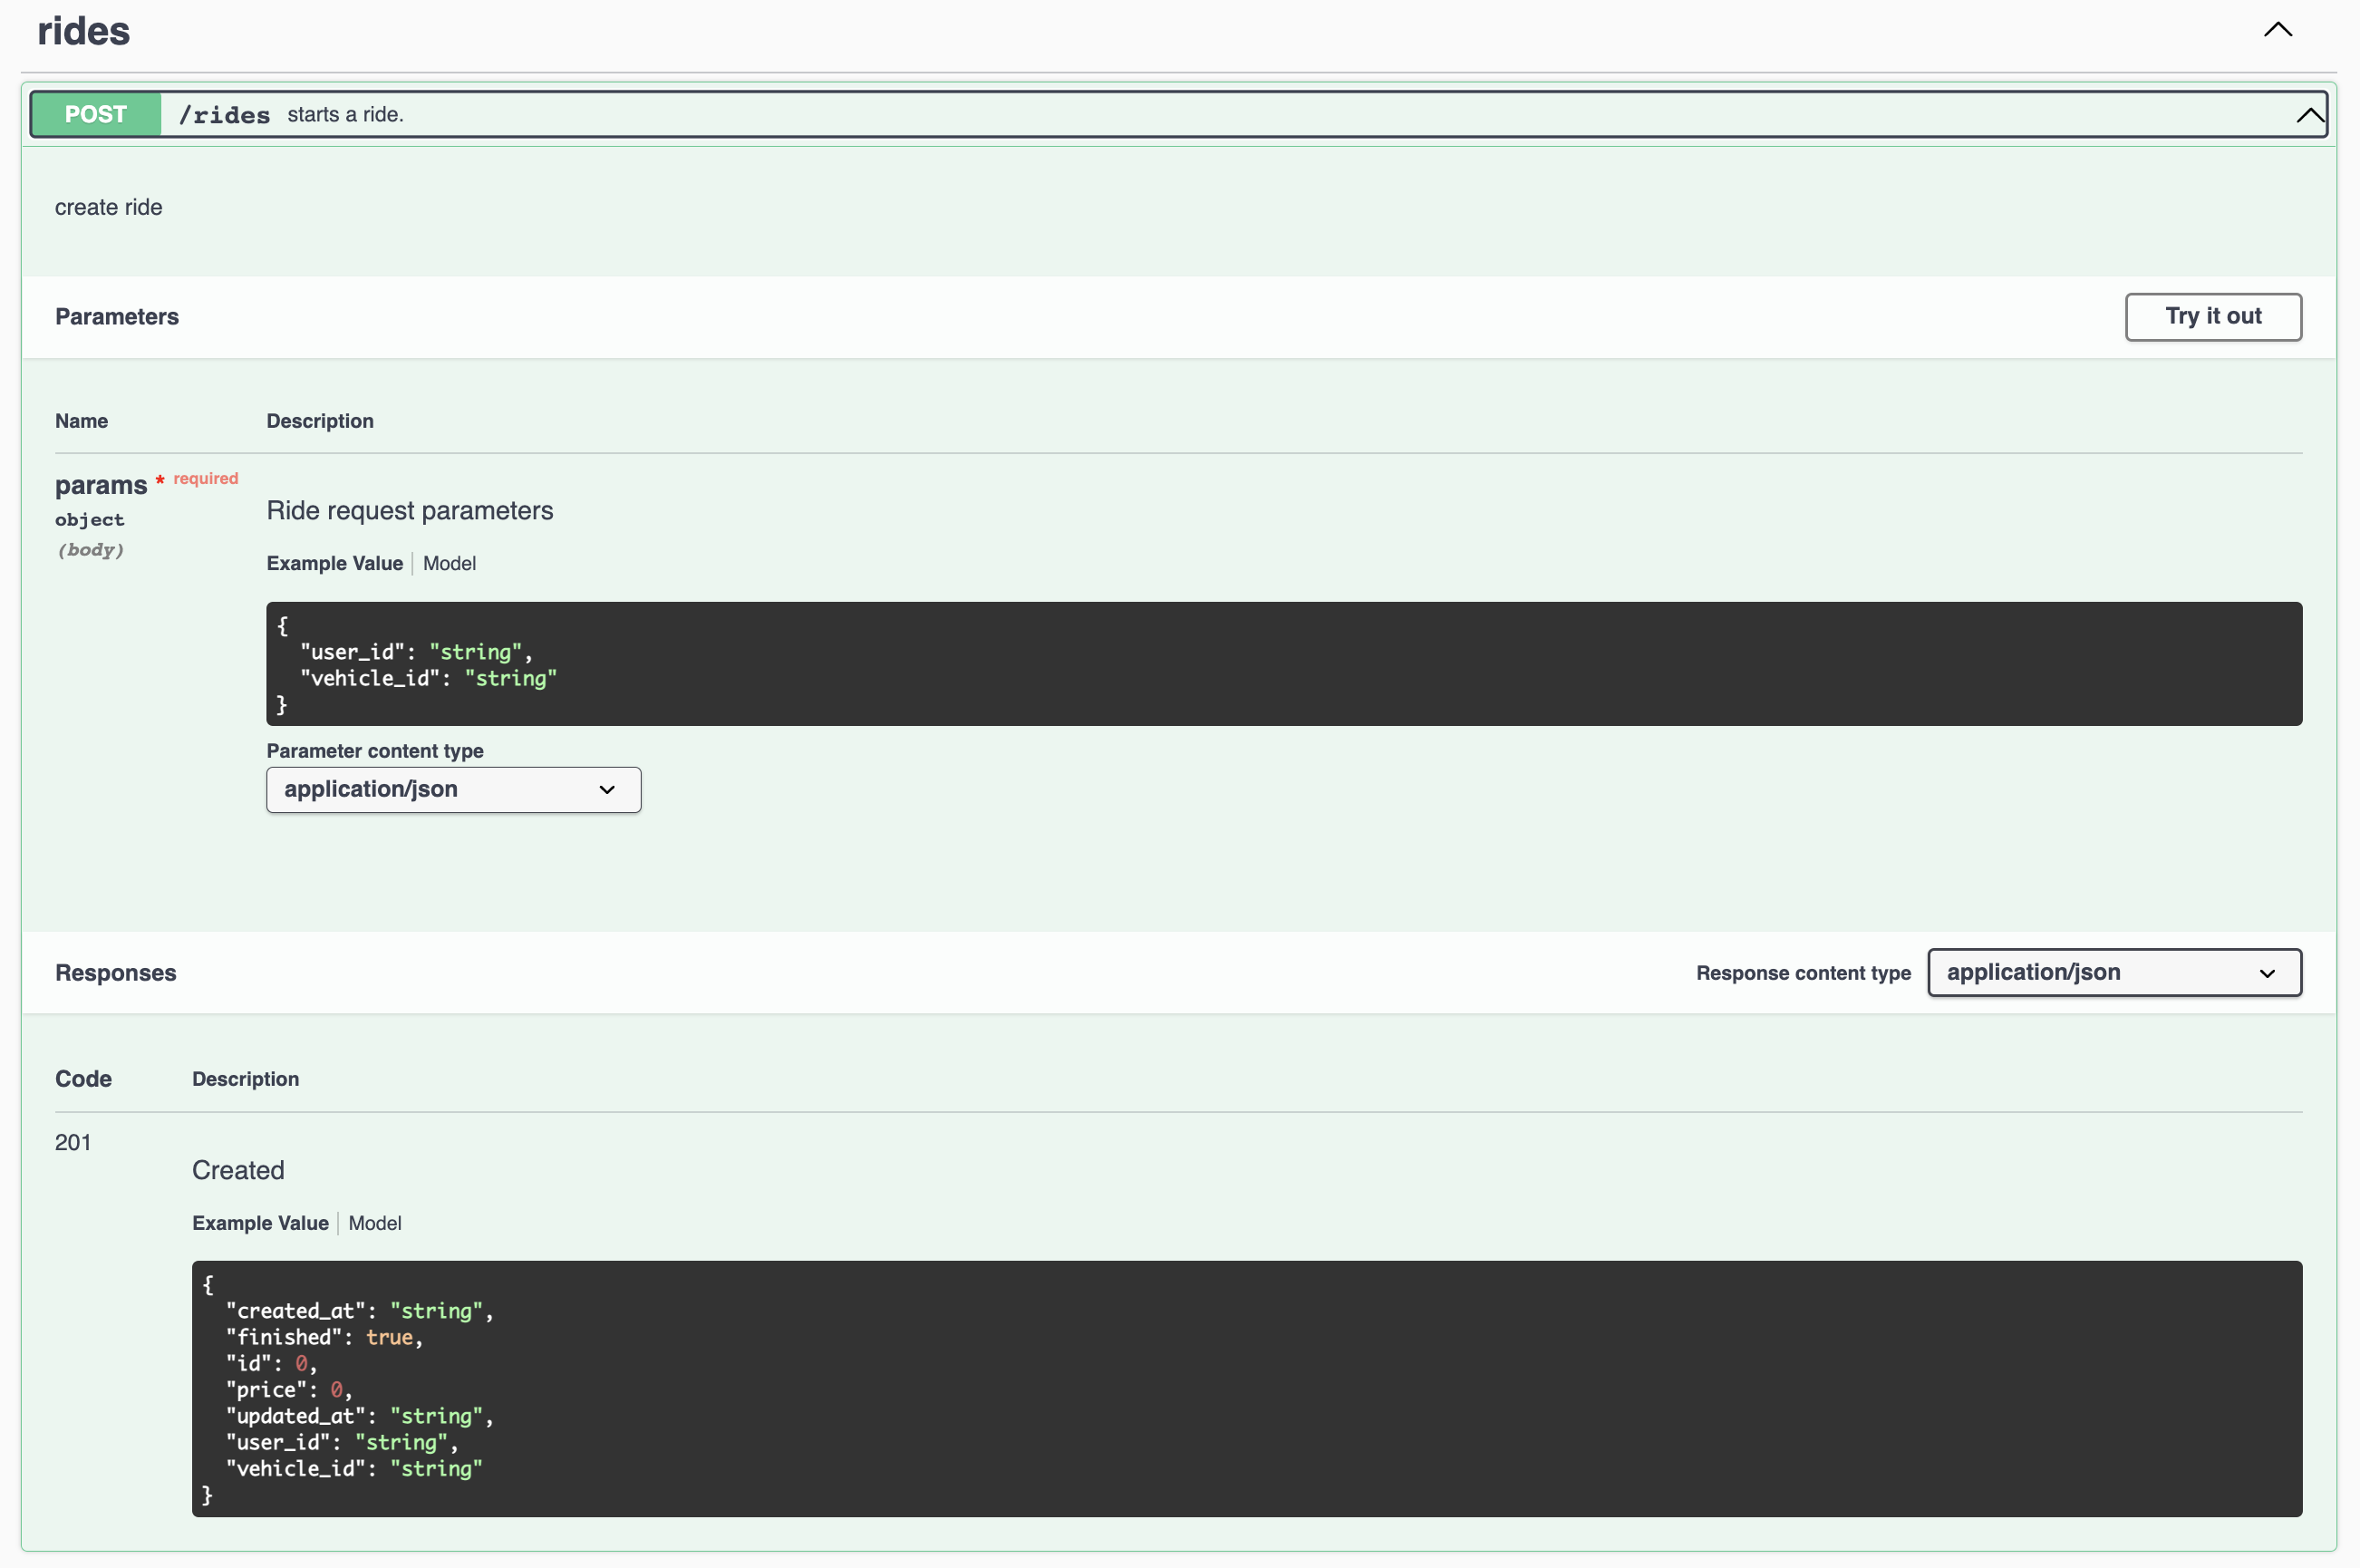 rides
POST /rides starts a ride.
create ride
Parameters
Try it out
Name Description
params * required
object
(body)
Ride request parameters
Example Value | Model
{
  "user_id": "string",
  "vehicle_id": "string"
}
Parameter content type
application/json
Responses
Response content type application/json
Code Description
201
Created
Example Value | Model
{
  "created_at": "string",
  "finished": true,
  "id": 0,
  "price": 0,
  "updated_at": "string",
  "user_id": "string",
  "vehicle_id": "string"
}